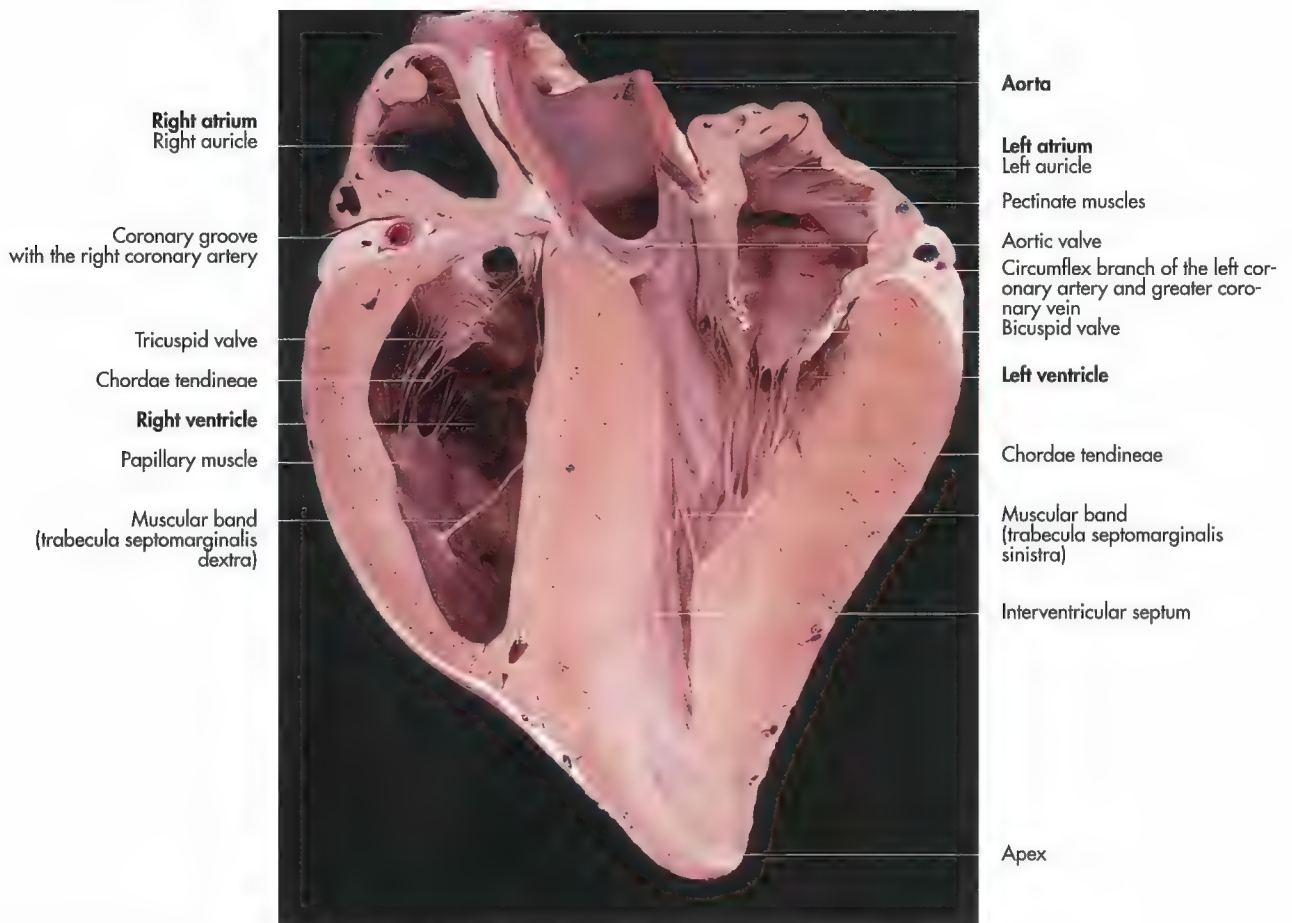 Right atrium
Right auricle
Coronary groove
with the right coronary artery
Tricuspid valve
Chordae tendineae
Right ventricle
Papillary muscle
Muscular band
(trabecula septomarginalis
dextra)
Aorta
Left atrium
Left auricle
Pectinate muscles
Aortic valve
Circumflex branch of the left cor-
onary artery and greater coro-
nary vein
Bicuspid valve
Left ventricle
Chordae tendineae
Muscular band
(trabecula septomarginalis
sinistra)
Interventricular septum
Apex